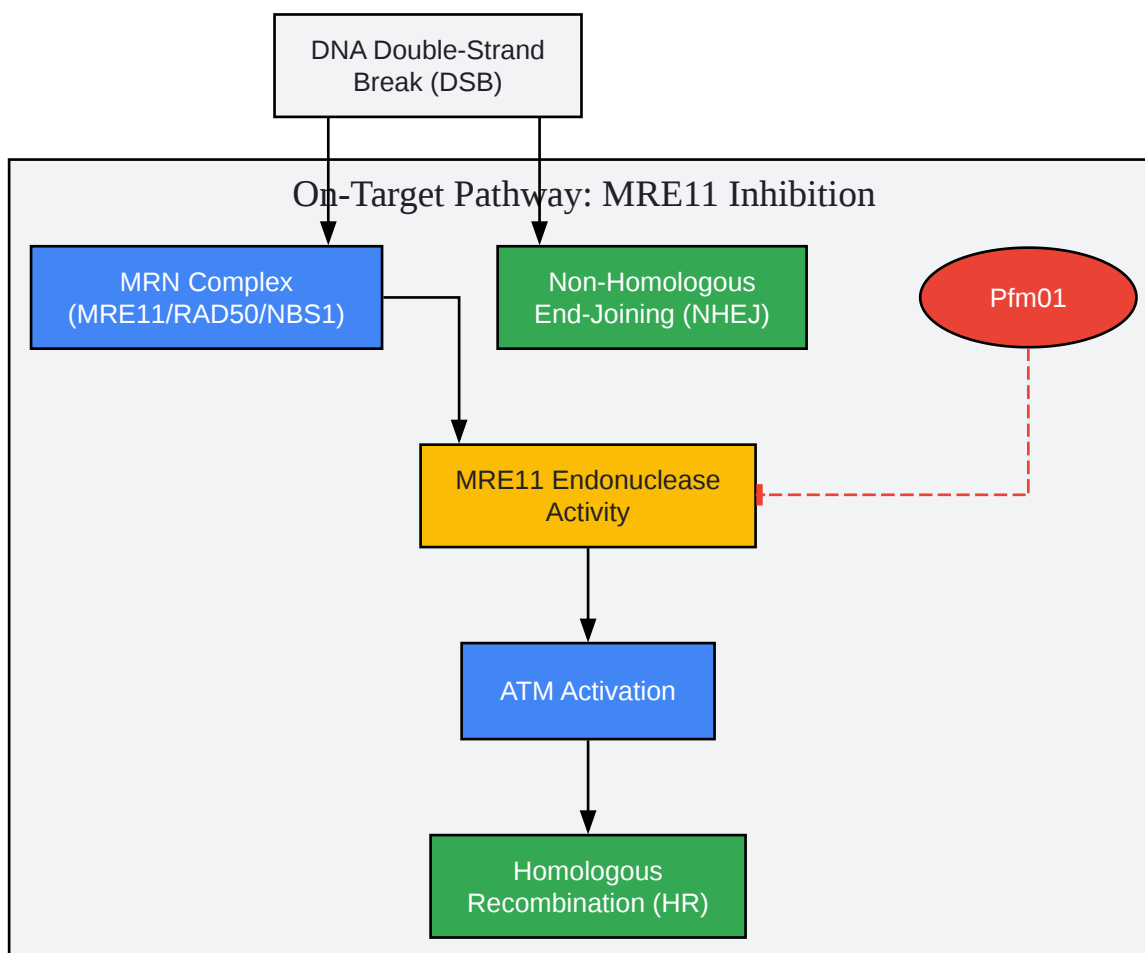 DNA Double-Strand
Break (DSB)
On-Target Pathway: MRE11 Inhibition
MRN Complex
(MRE11/RAD50/NBS1)
Non-Homologous
End-Joining (NHEJ)
Pfm01
MRE11 Endonuclease
Activity
ATM Activation
Homologous
Recombination (HR)